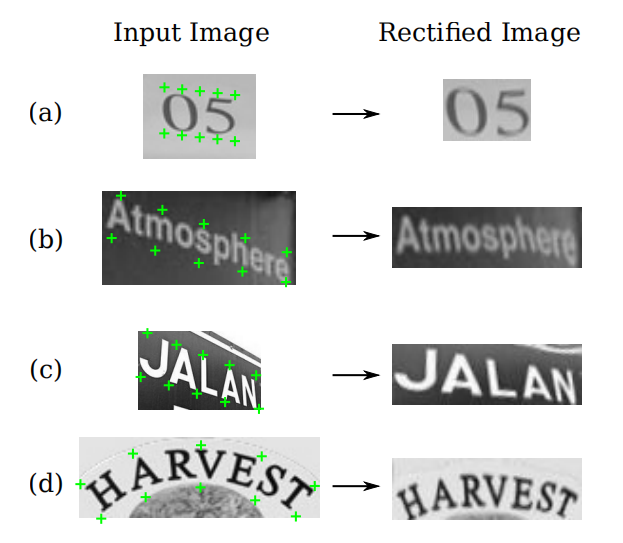 Input Image Rectified Image
(a) 05 05
(b) Atmosphere Atmosphere
(c) JALAN JALAN
(d) HARVEST HARVEST